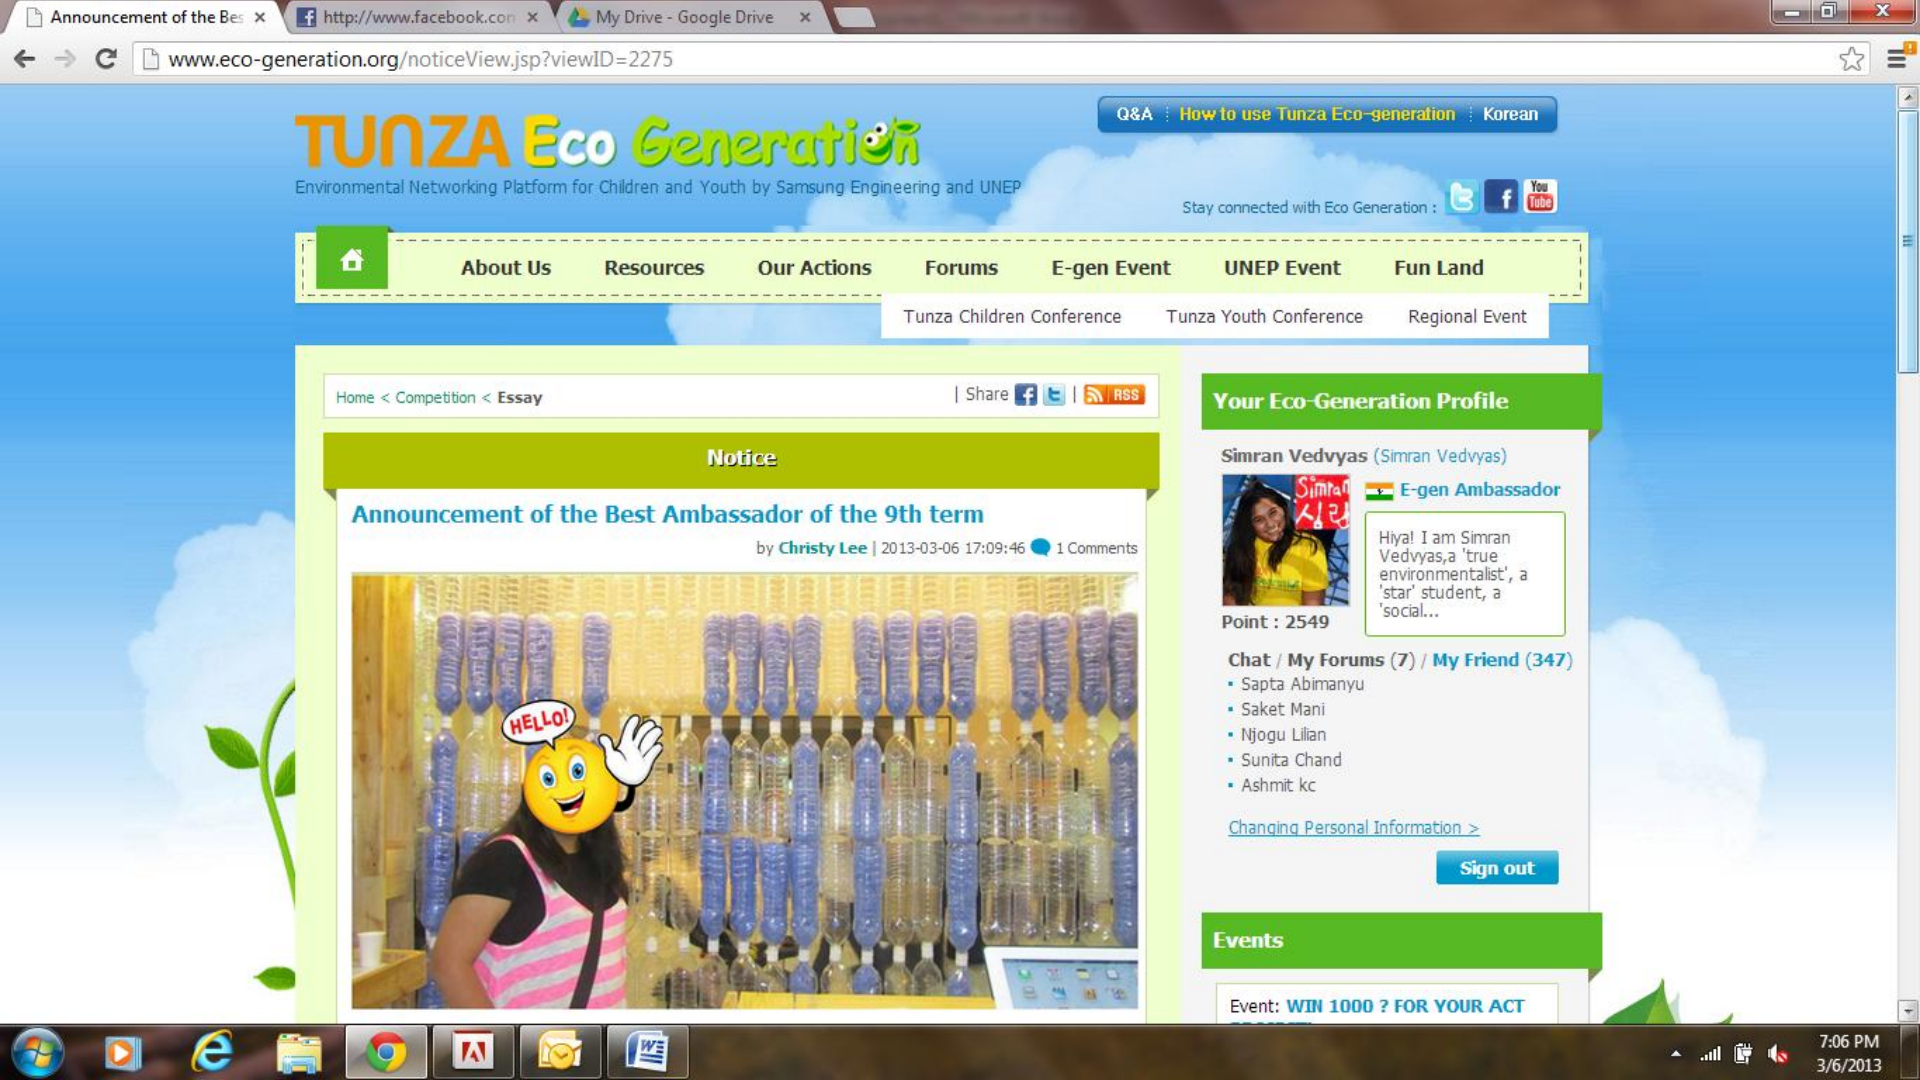 Announcement of the Bes
http://www.facebook.con
My Drive - Google Drive
www.eco-generation.org/noticeView.jsp?viewID=2275
Q&A
How to use Tunza Eco-generation
Korean
TUNZA Eco Generation
Environmental Networking Platform for Children and Youth by Samsung Engineering and UNEP
Stay connected with Eco Generation :
You Tube
About Us
Resources
Our Actions
Forums
E-gen Event
UNEP Event
Fun Land
Tunza Children Conference
Tunza Youth Conference
Regional Event
Home < Competition < Essay
| Share
|
RSS
Notice
Announcement of the Best Ambassador of the 9th term
by Christy Lee | 2013-03-06 17:09:46 1 Comments
HELLO!
Your Eco-Generation Profile
Simran Vedvyas (Simran Vedvyas)
Simran
E-gen Ambassador
Hiya! I am Simran
Vedvyas,a 'true
environmentalist', a
'star' student, a
'social...
Point : 2549
Chat / My Forums (7) / My Friend (347)
Sapta Abimanyu
Saket Mani
Njogu Lilian
Sunita Chand
Ashmit kc
Changing Personal Information >
Sign out
Events
Event: WIN 1000 ? FOR YOUR ACT
7:06 PM
3/6/2013